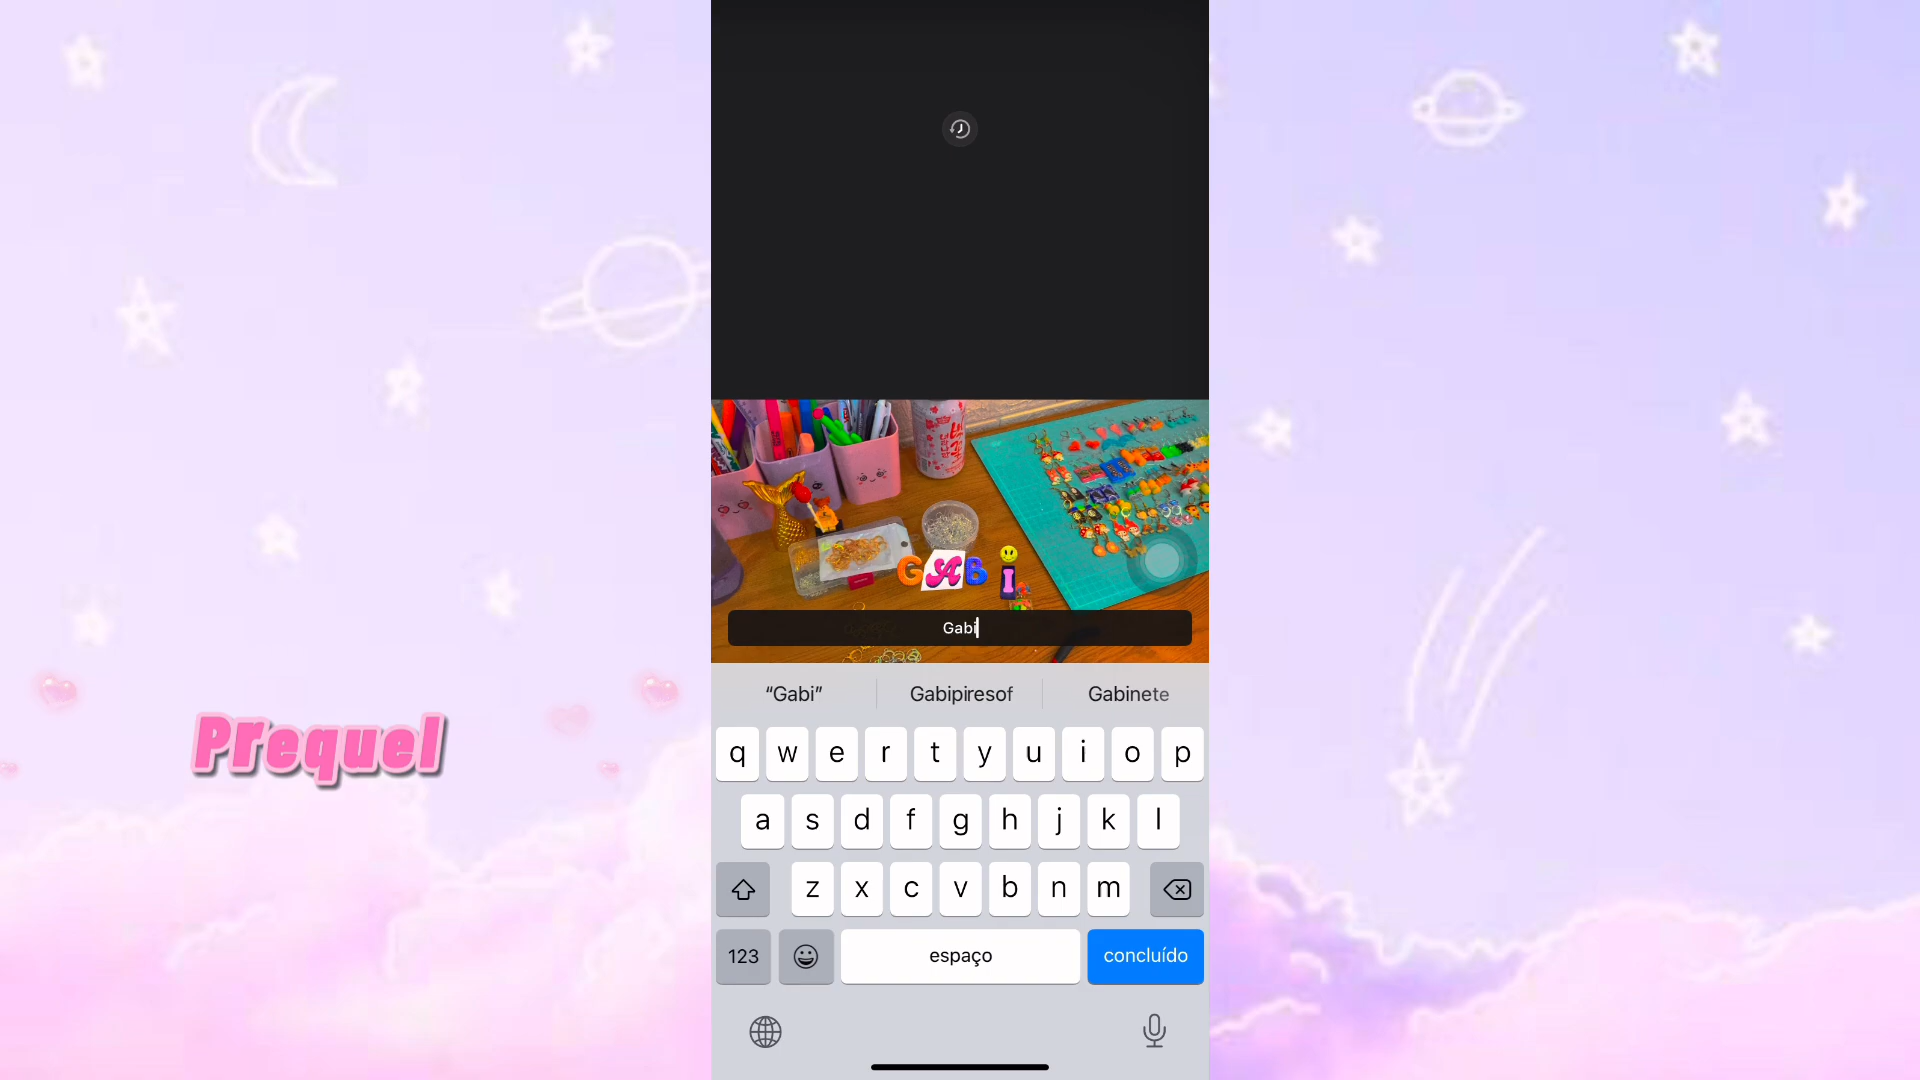 GABI
Gabi
“Gabi” Gabipiresof Gabinete
q w e r t y u i o p
a s d f g h j k l
z x c v b n m
123 espaço concluído
Prequel